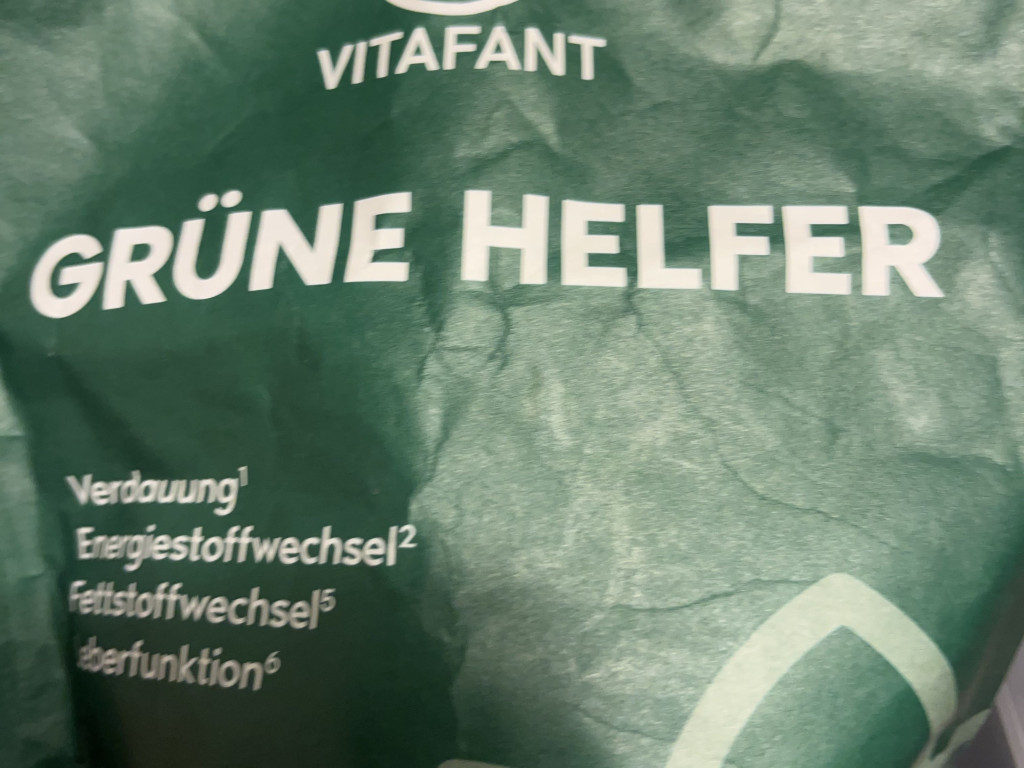 VITAFANT
GRÜNE HELFER
Verdauung¹
Energiestoffwechsel²
Fettstoffwechsel⁵
eberfunktion⁶